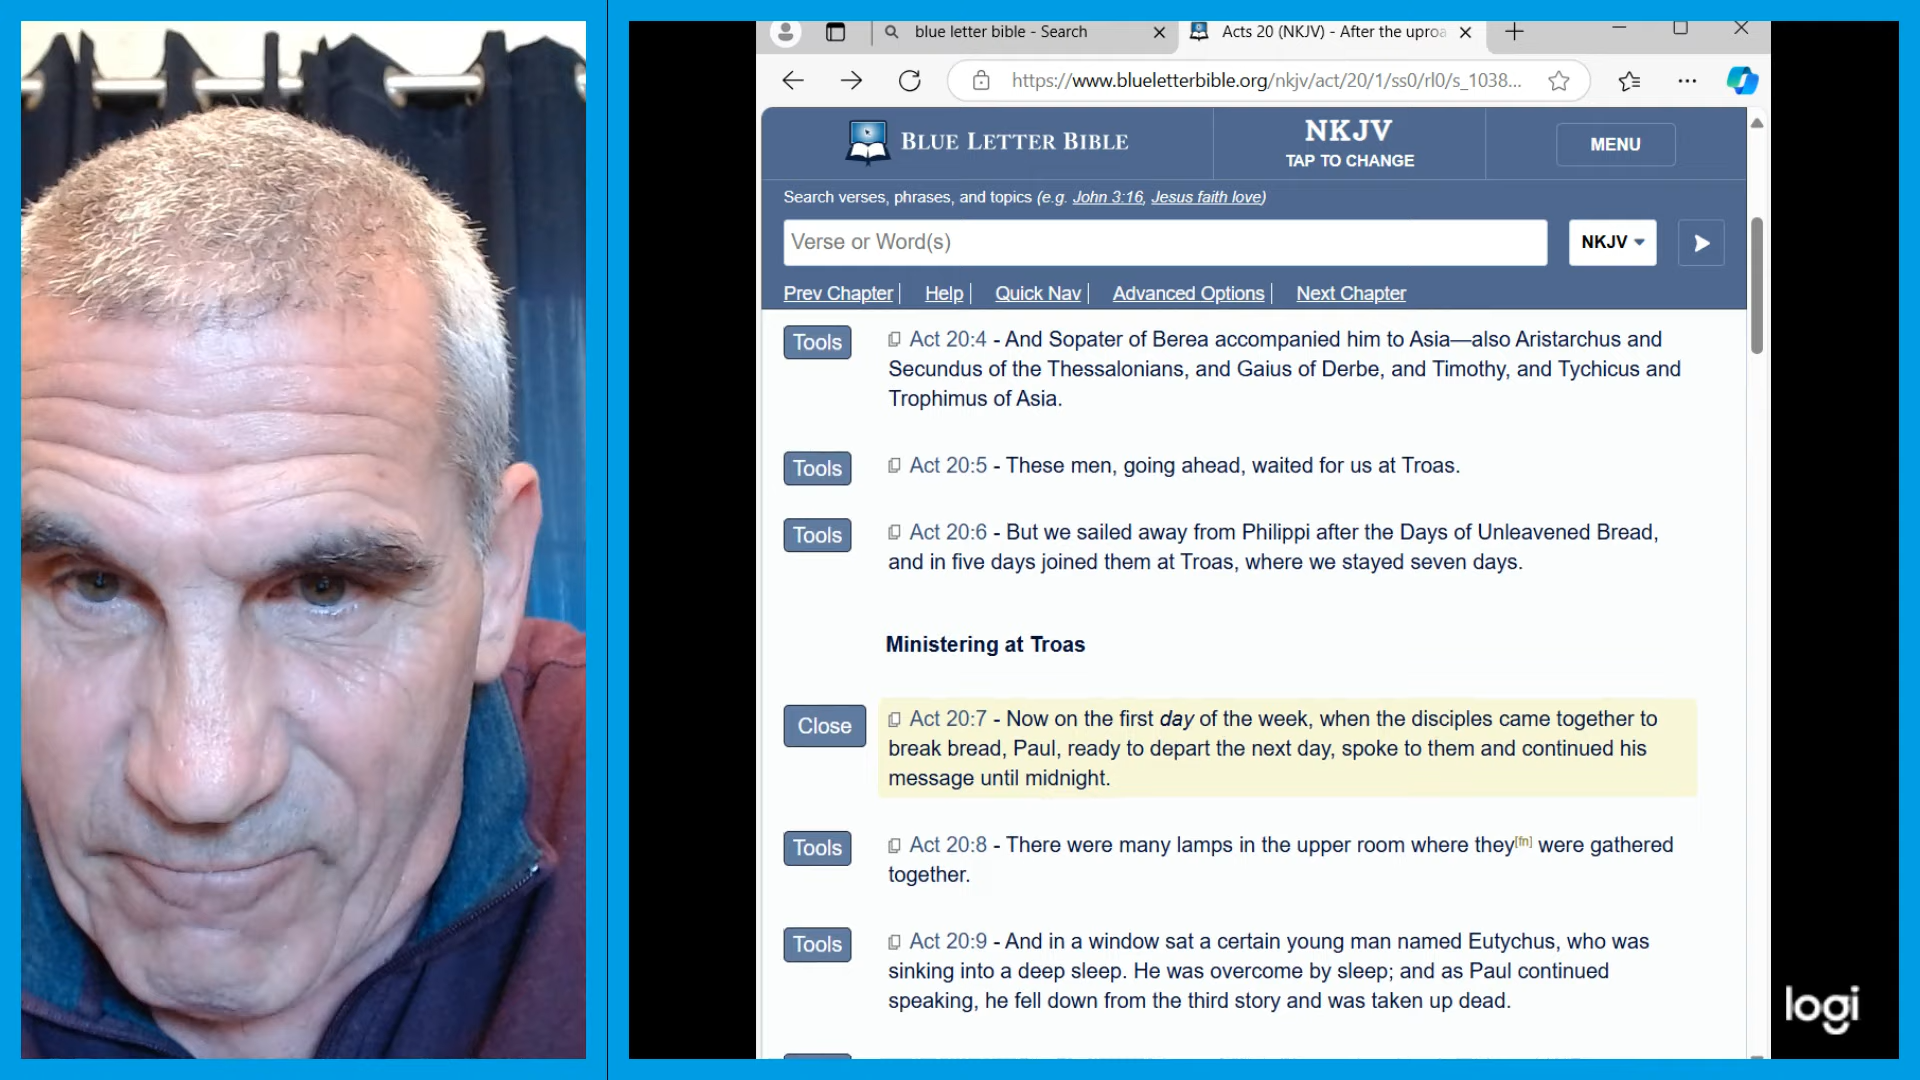 blue letter bible - Search
Acts 20 (NKJV) - After the uproa
https://www.blueletterbible.org/nkjv/act/20/1/ss0/rl0/s_1038...
BLUE LETTER BIBLE
NKJV
TAP TO CHANGE
MENU
Search verses, phrases, and topics (e.g. John 3:16, Jesus faith love)
Verse or Word(s)
NKJV
Prev Chapter | Help | Quick Nav | Advanced Options | Next Chapter
Tools
Act 20:4 - And Sopater of Berea accompanied him to Asia—also Aristarchus and
Secundus of the Thessalonians, and Gaius of Derbe, and Timothy, and Tychicus and
Trophimus of Asia.
Tools
Act 20:5 - These men, going ahead, waited for us at Troas.
Tools
Act 20:6 - But we sailed away from Philippi after the Days of Unleavened Bread,
and in five days joined them at Troas, where we stayed seven days.
Ministering at Troas
Close
Act 20:7 - Now on the first day of the week, when the disciples came together to
break bread, Paul, ready to depart the next day, spoke to them and continued his
message until midnight.
Tools
Act 20:8 - There were many lamps in the upper room where they[fn] were gathered
together.
Tools
Act 20:9 - And in a window sat a certain young man named Eutychus, who was
sinking into a deep sleep. He was overcome by sleep; and as Paul continued
speaking, he fell down from the third story and was taken up dead.
logi